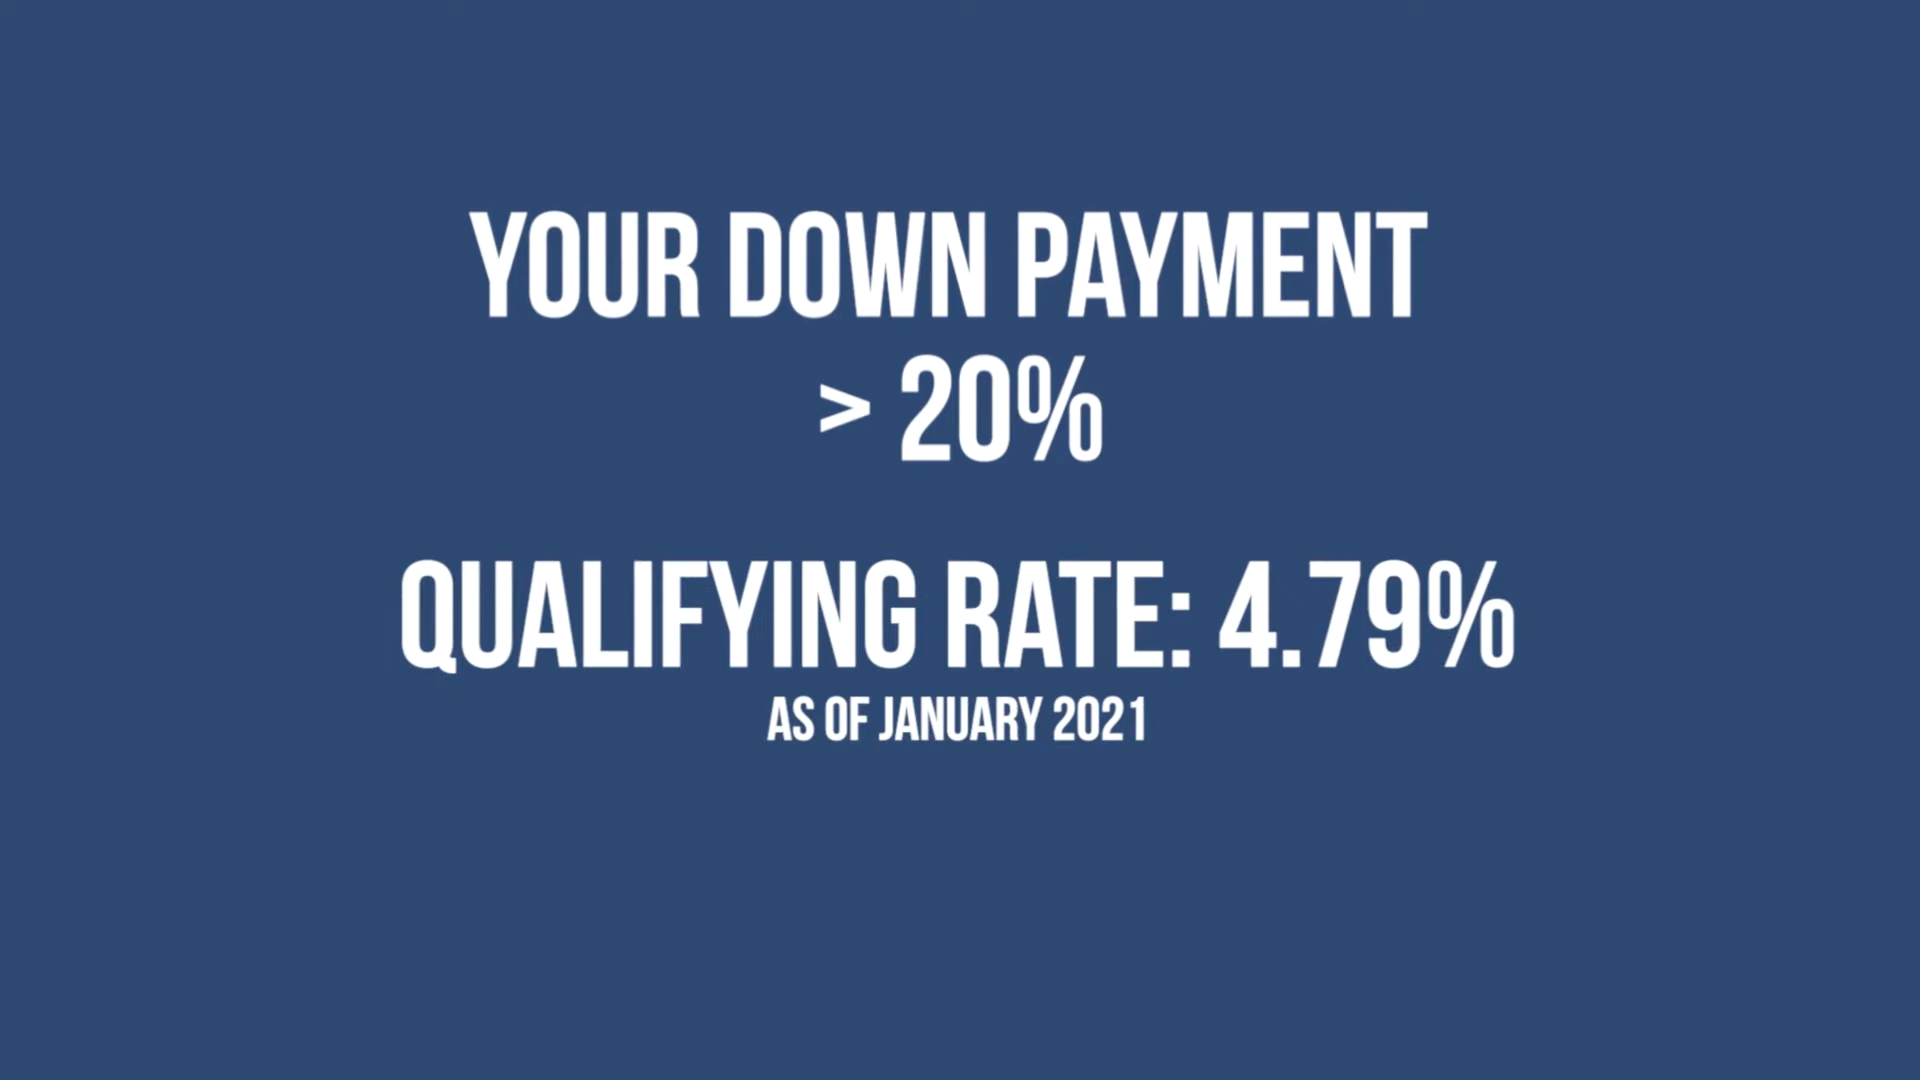 YOUR DOWN PAYMENT
> 20%
QUALIFYING RATE: 4.79%
AS OF JANUARY 2021